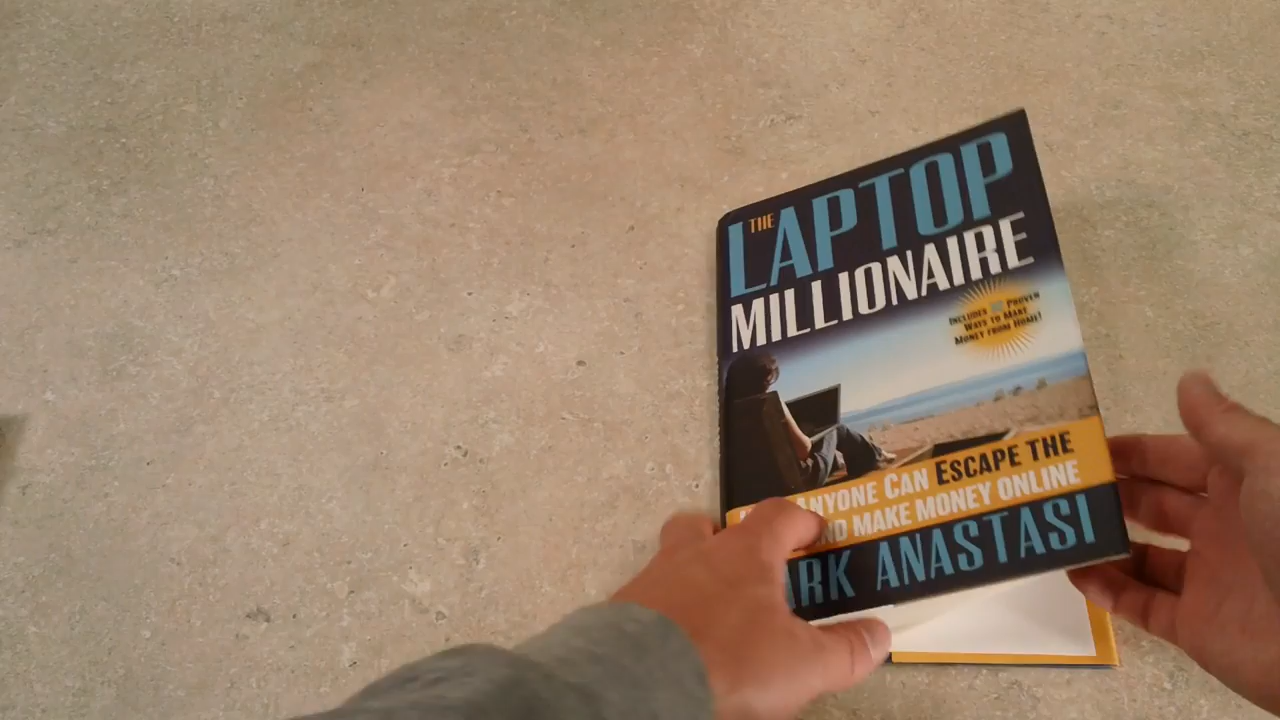 THE
LAPTOP
MILLIONAIRE
INCLUDES PROVEN
WAYS TO MAKE
MONEY FROM HOME!
ANYONE CAN ESCAPE THE
AND MAKE MONEY ONLINE
ARK ANASTASI